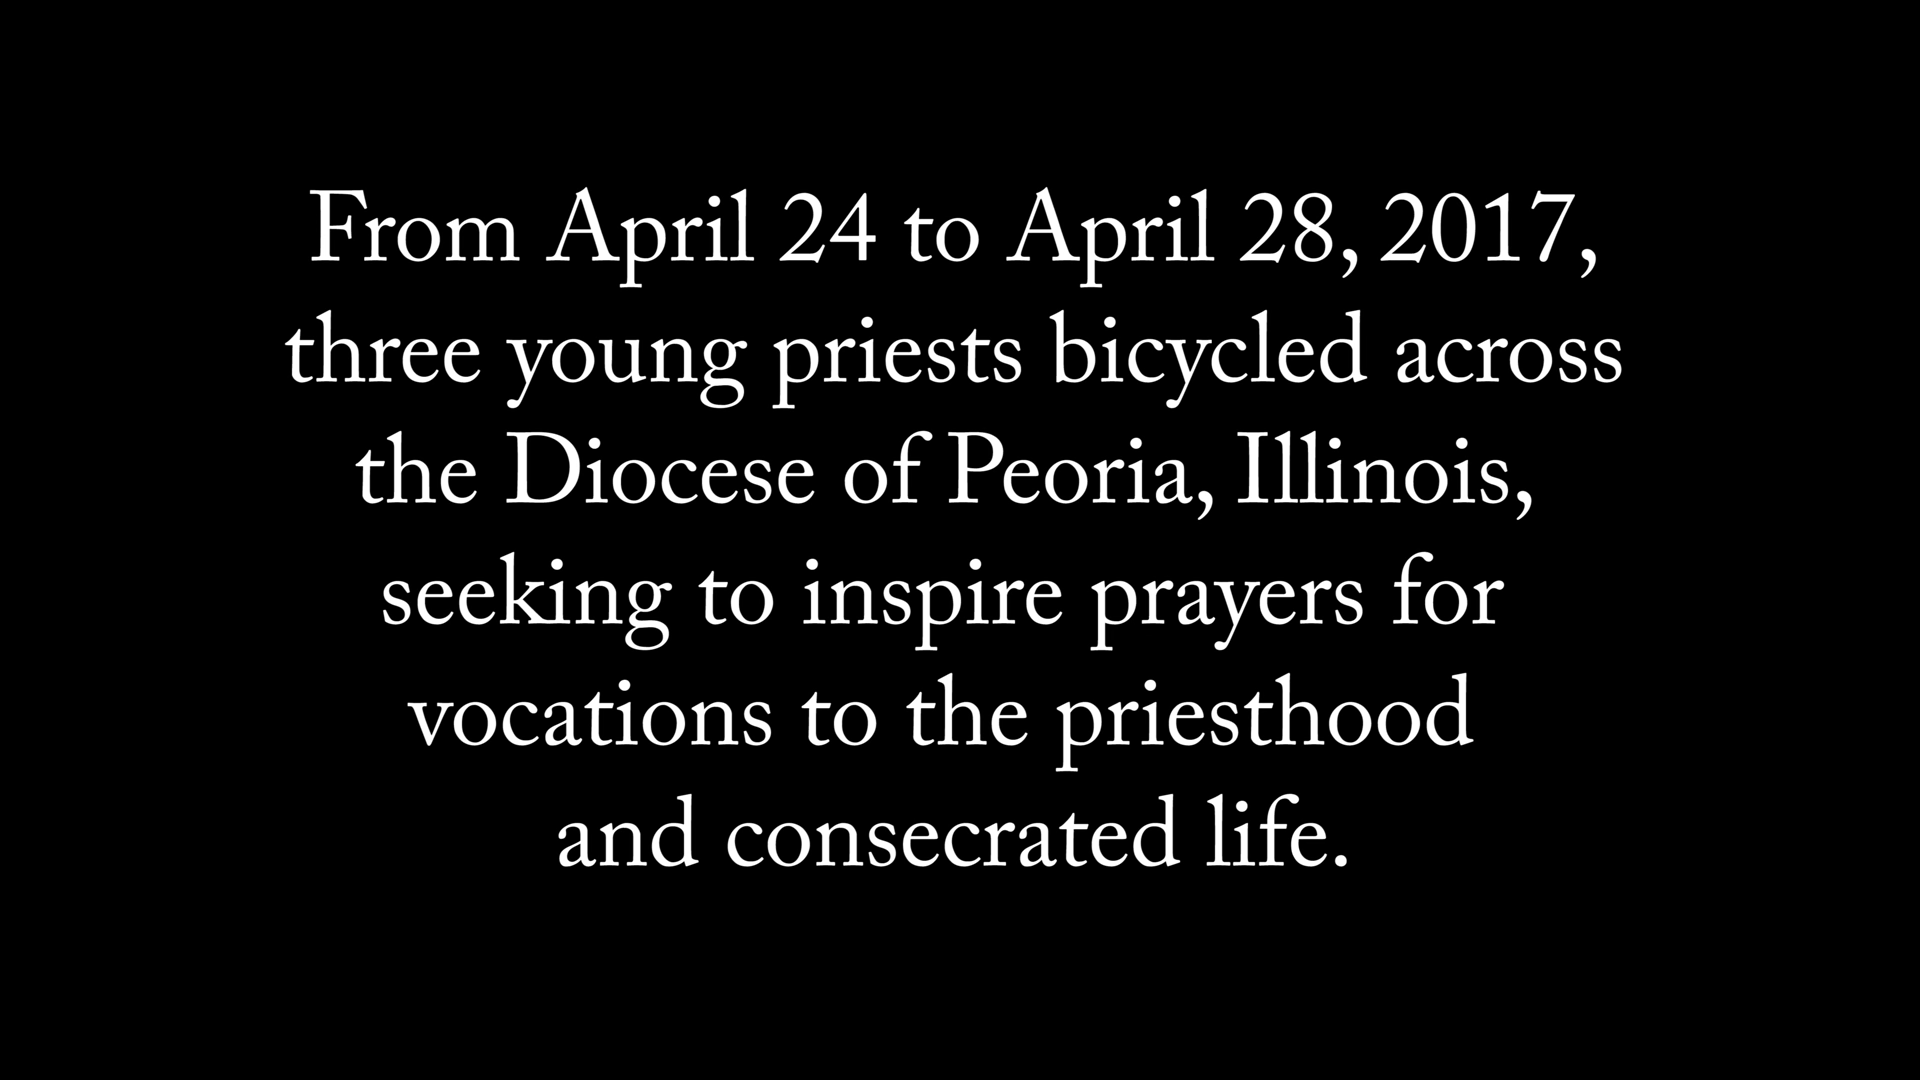 From April 24 to April 28, 2017,
three young priests bicycled across
the Diocese of Peoria, Illinois,
seeking to inspire prayers for
vocations to the priesthood
and consecrated life.